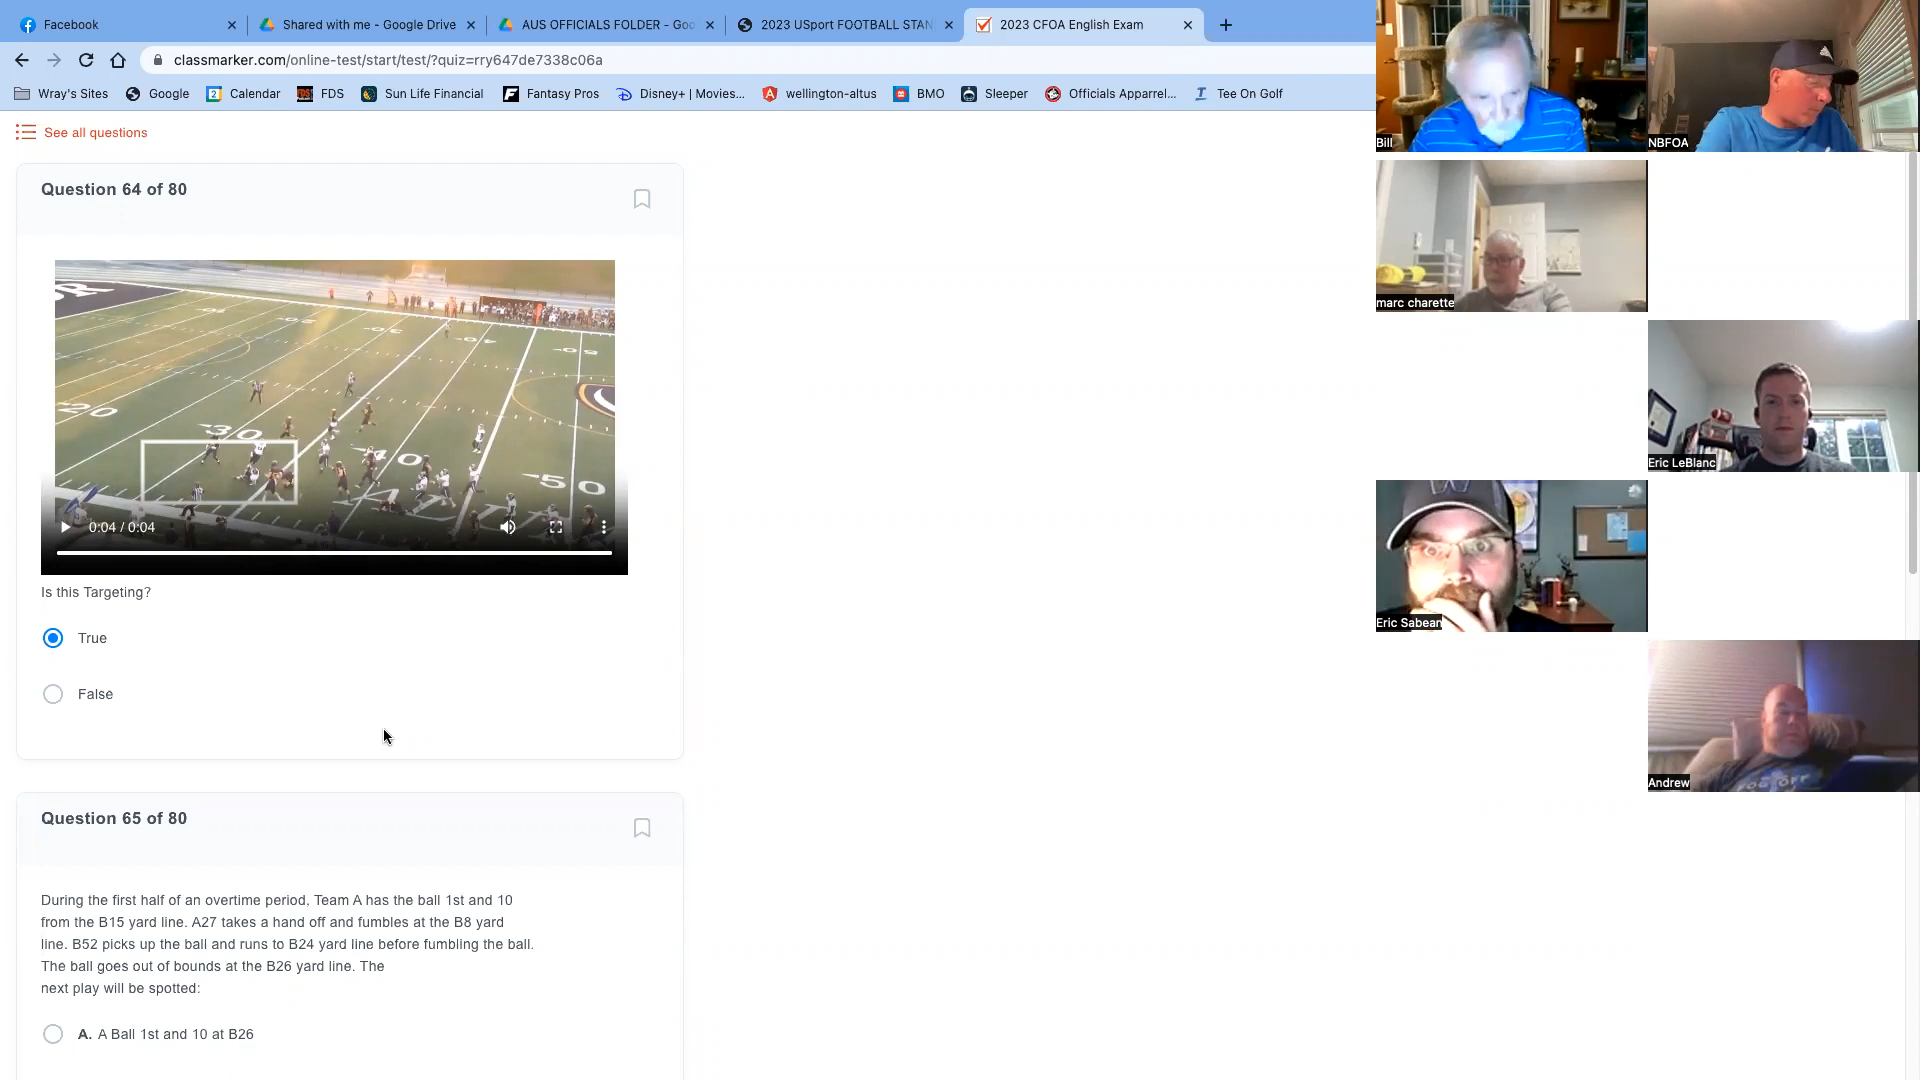 Facebook
Shared with me - Google Drive
AUS OFFICIALS FOLDER - Goo
2023 USport FOOTBALL STAN
2023 CFOA English Exam
classmarker.com/online-test/start/test/?quiz=rry647de7338c06a
Wray's Sites
Google
Calendar
FDS
Sun Life Financial
Fantasy Pros
Disney+ | Movies...
wellington-altus
BMO
Sleeper
Officials Apparrel...
Tee On Golf
See all questions
Question 64 of 80
20
30
40
50
0:04 / 0:04
Is this Targeting?
True
False
Question 65 of 80
During the first half of an overtime period, Team A has the ball 1st and 10
from the B15 yard line. A27 takes a hand off and fumbles at the B8 yard
line. B52 picks up the ball and runs to B24 yard line before fumbling the ball.
The ball goes out of bounds at the B26 yard line. The
next play will be spotted:
A. A Ball 1st and 10 at B26
Bill
NBFOA
marc charette
Eric LeBlanc
Eric Sabean
Andrew